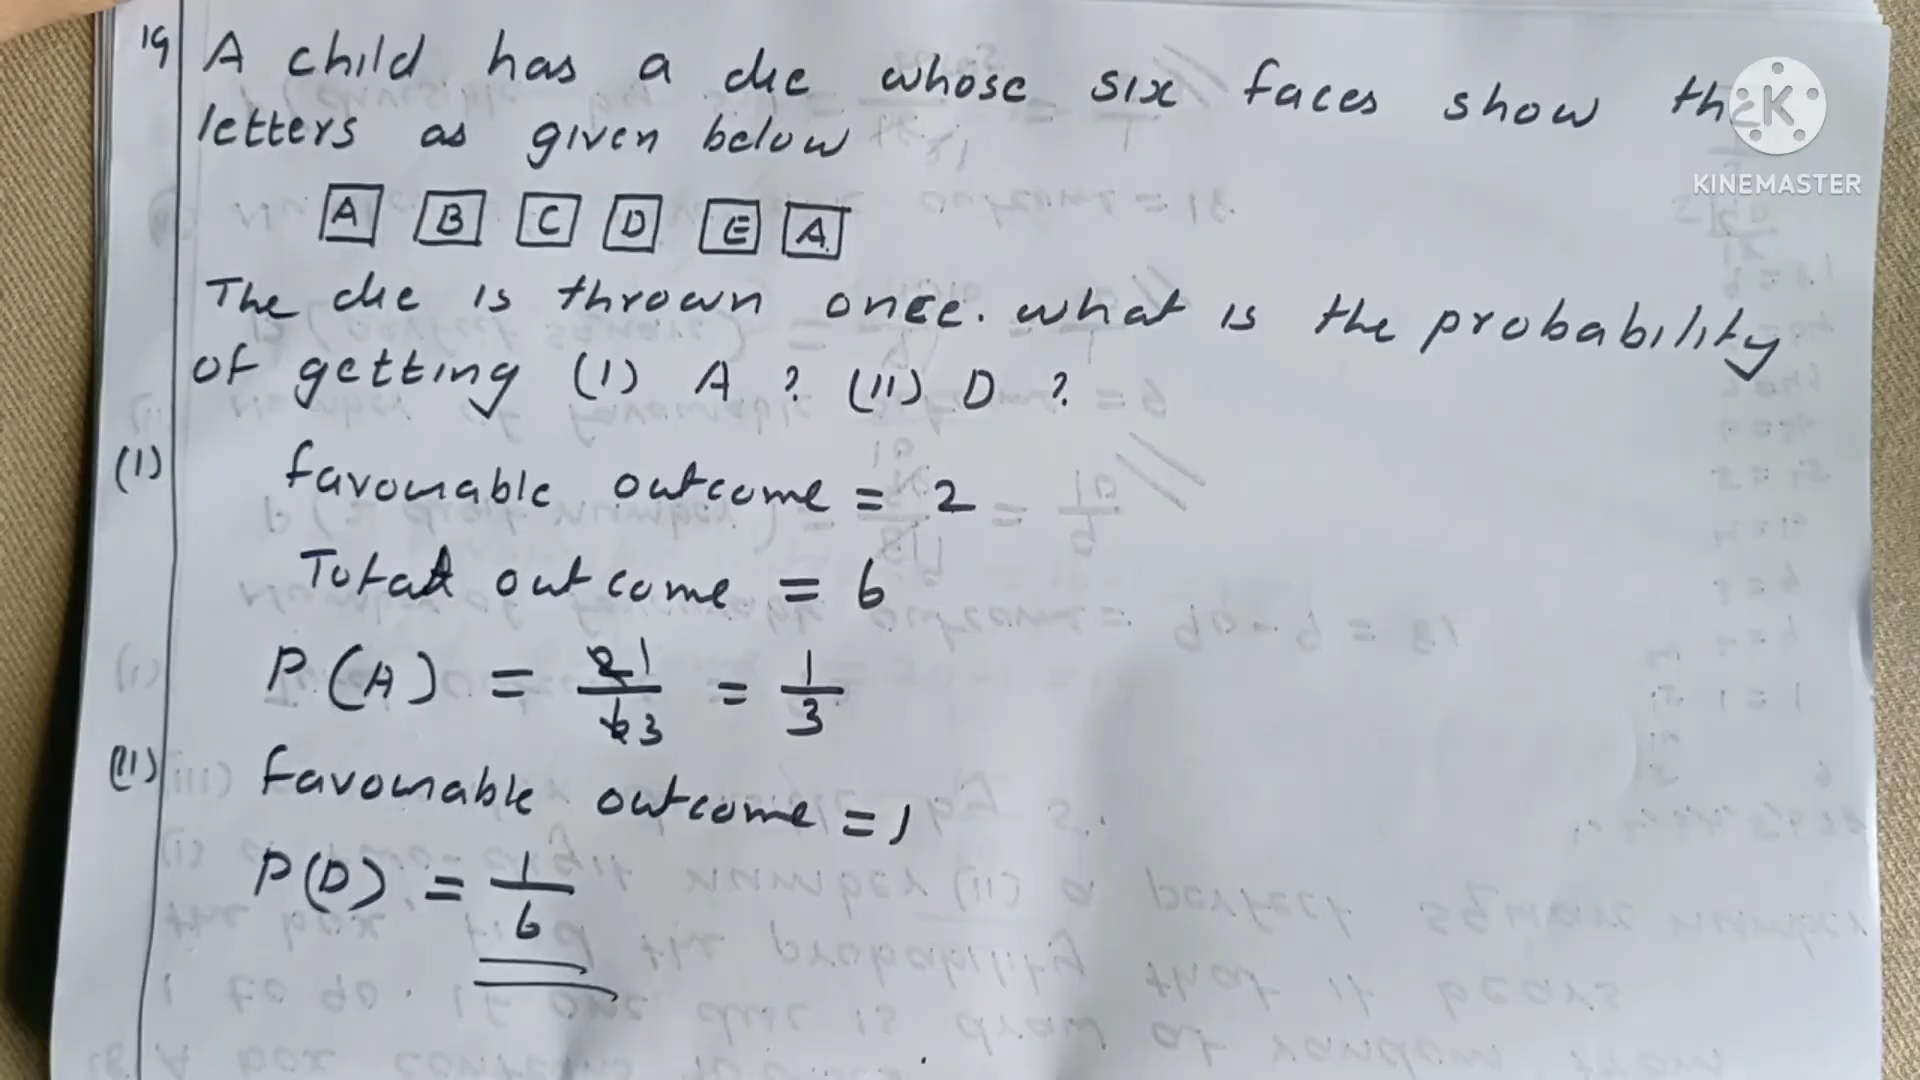 19 A child has a die whose six faces show the
letters as given below
A B C D E A
The die is thrown once. what is the probability
of getting (I) A ? (II) D ?
(I) favourable outcome = 2
Total outcome = 6
P(A) = 2 1 / 6 3 = 1/3
(II) favourable outcome = 1
P(D) = 1/6
K
KINEMASTER